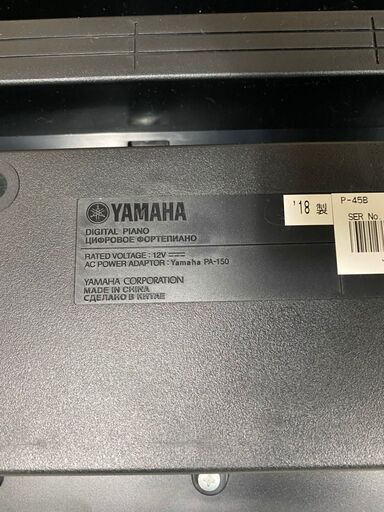 YAMAHA
DIGITAL PIANO
ЦИФРОВОЕ ФОРТЕПИАНО
RATED VOLTAGE : 12V
AC POWER ADAPTOR : Yamaha PA-150
YAMAHA CORPORATION
MADE IN CHINA
СДЕЛАНО В КИТАЕ
'18 製
P-45B
SER No.